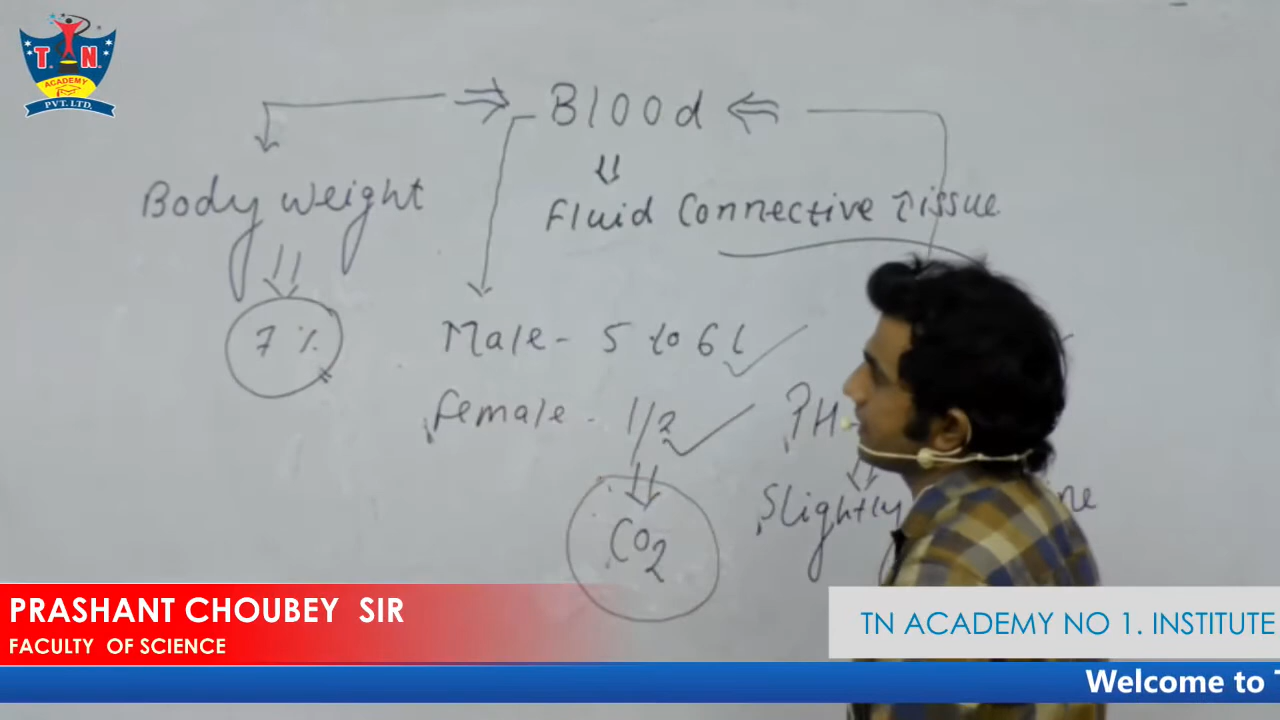 T. N.
ACADEMY
PVT. LTD.
Blood
Fluid Connective Tissue
Body weight
7 %.
Male - 5 to 6 L
Female - 1/2
CO2
PH -
Slightly
PRASHANT CHOUBEY SIR
FACULTY OF SCIENCE
TN ACADEMY NO 1. INSTITUTE
Welcome to